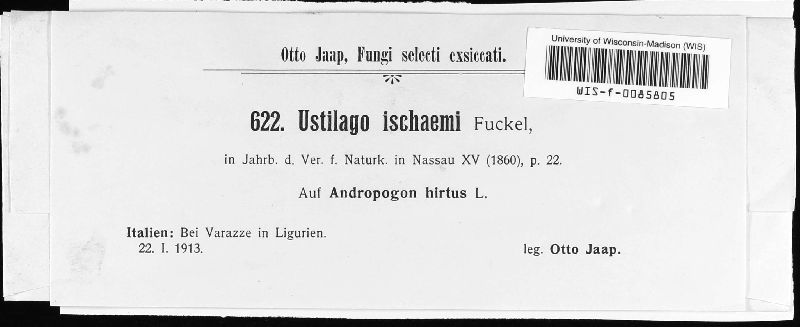 Otto Jaap, Fungi selecti exsiccati.
University of Wisconsin-Madison (WIS)
WIS-f-0085805
622. Ustilago ischaemi Fuckel,
in Jahrb. d. Ver. f. Naturk. in Nassau XV (1860), p. 22.
Auf Andropogon hirtus L.
Italien: Bei Varazze in Ligurien.
22. I. 1913.
leg. Otto Jaap.